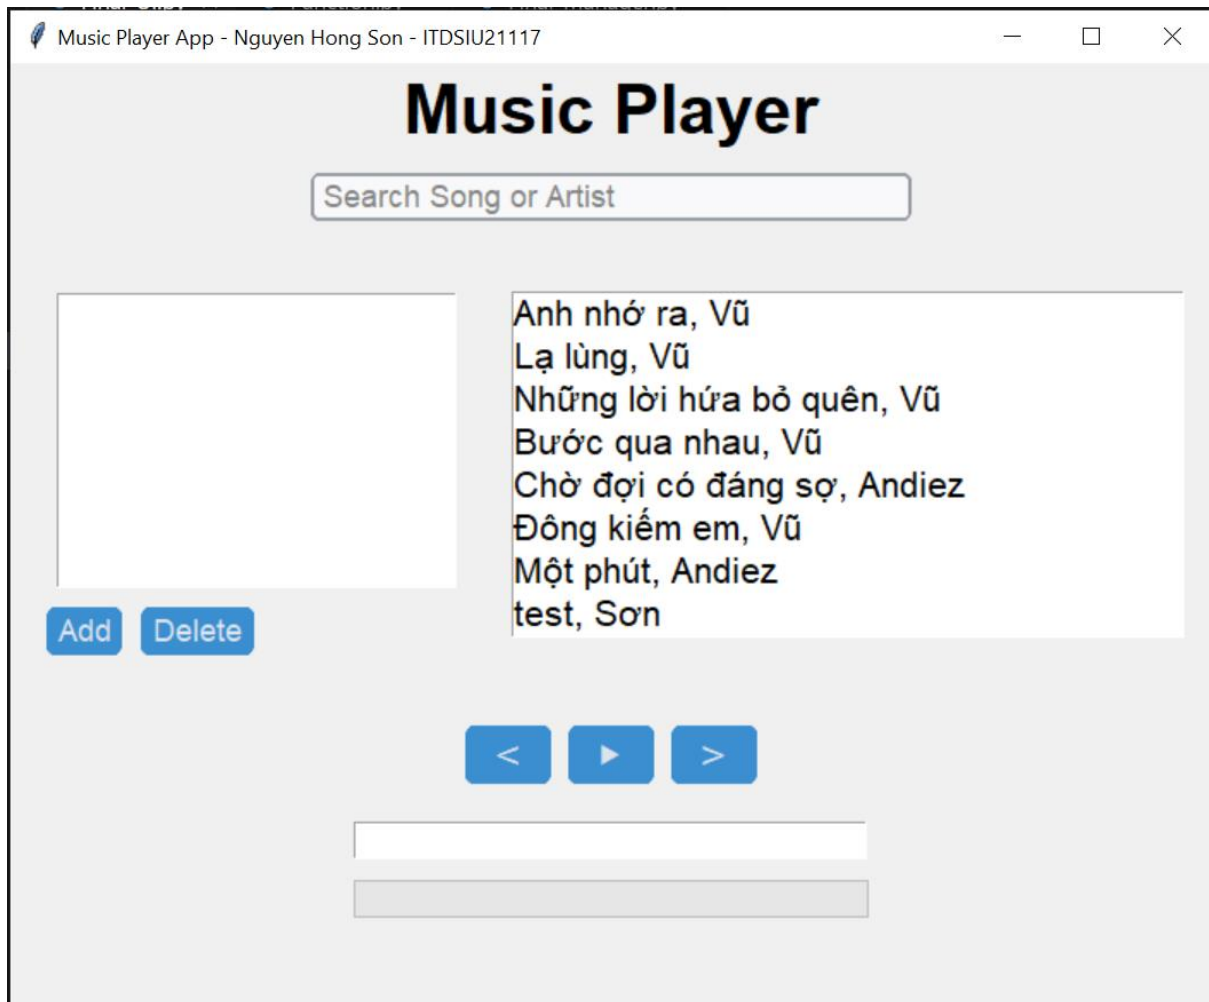 Music Player App - Nguyen Hong Son - ITDSIU21117
Music Player
Search Song or Artist
Anh nhớ ra, Vũ
Lạ lùng, Vũ
Những lời hứa bỏ quên, Vũ
Bước qua nhau, Vũ
Chờ đợi có đáng sợ, Andiez
Đông kiếm em, Vũ
Một phút, Andiez
test, Sơn
Add Delete
< ▶ >